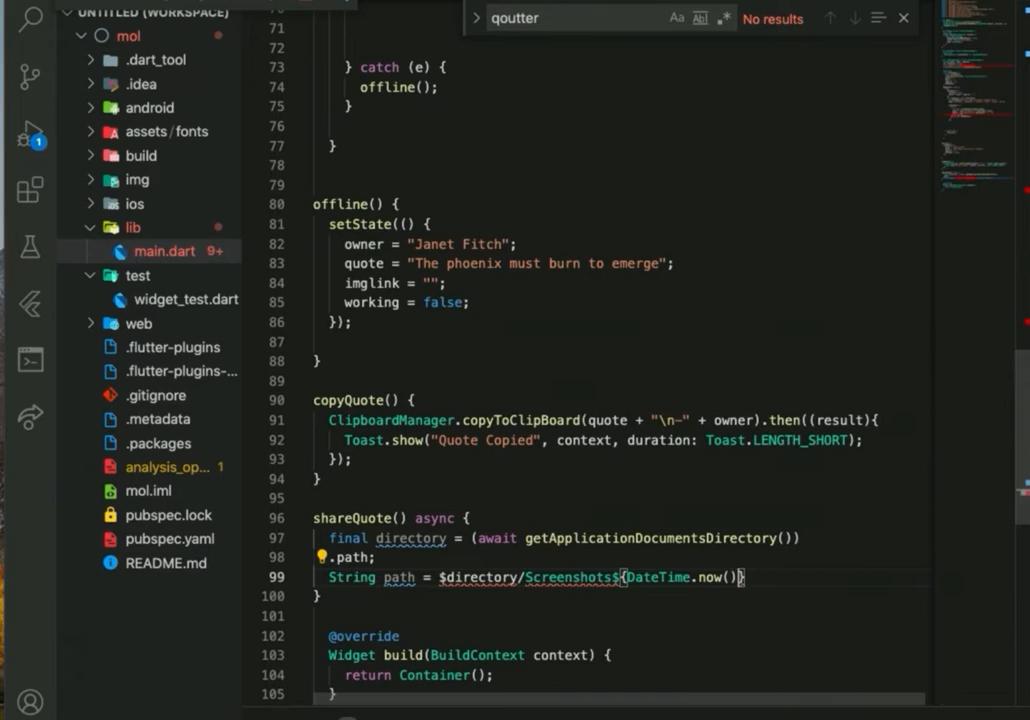 UNTITLED (WORKSPACE)
mol
.dart_tool
.idea
android
assets/fonts
build
img
ios
lib
main.dart 9+
test
widget_test.dart
web
.flutter-plugins
.flutter-plugins-...
.gitignore
.metadata
.packages
analysis_op... 1
mol.iml
pubspec.lock
pubspec.yaml
README.md
1
qoutter Aa Abl .* No results
71
72
73 } catch (e) {
74 offline();
75 }
76
77 }
78
79
80 offline() {
81 setState(() {
82 owner = "Janet Fitch";
83 quote = "The phoenix must burn to emerge";
84 imglink = "";
85 working = false;
86 });
87
88 }
89
90 copyQuote() {
91 ClipboardManager.copyToClipBoard(quote + "\n-" + owner).then((result){
92 Toast.show("Quote Copied", context, duration: Toast.LENGTH_SHORT);
93 });
94 }
95
96 shareQuote() async {
97 final directory = (await getApplicationDocumentsDirectory())
98 .path;
99 String path = $directory/Screenshots${DateTime.now()}
100 }
101
102 @override
103 Widget build(BuildContext context) {
104 return Container();
105 }